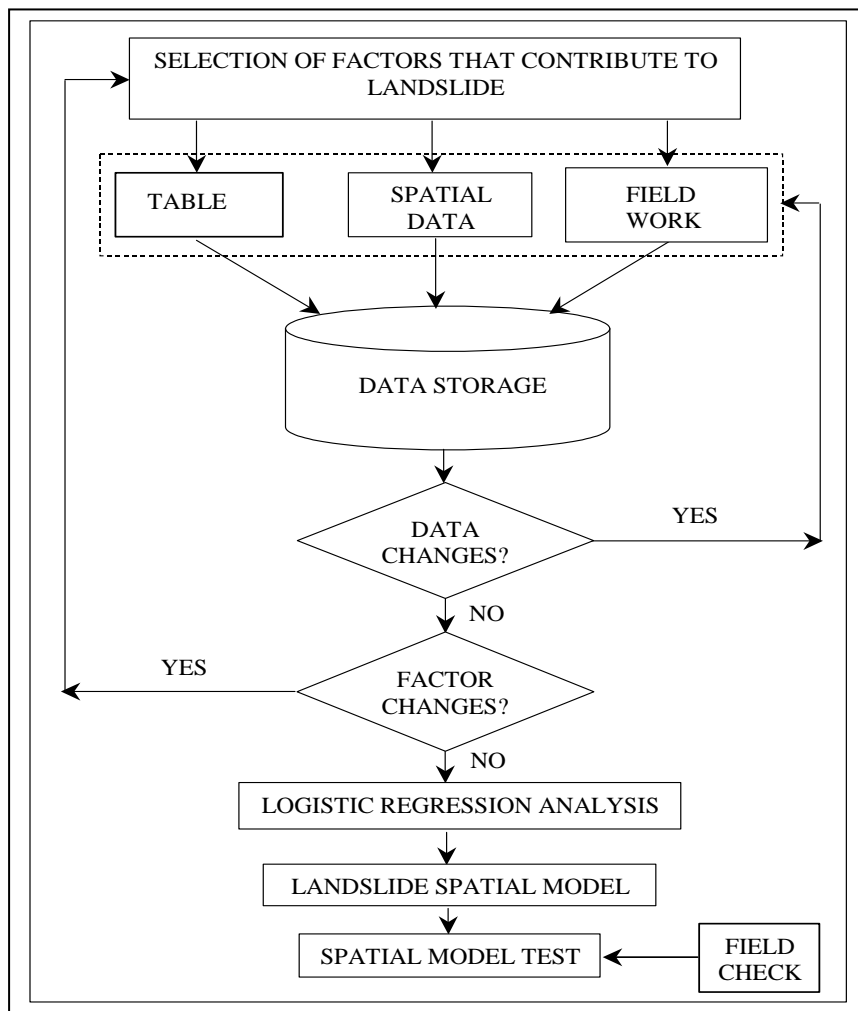 SELECTION OF FACTORS THAT CONTRIBUTE TO
LANDSLIDE
TABLE
SPATIAL
DATA
FIELD
WORK
DATA STORAGE
DATA
CHANGES?
YES
NO
YES
FACTOR
CHANGES?
NO
LOGISTIC REGRESSION ANALYSIS
LANDSLIDE SPATIAL MODEL
SPATIAL MODEL TEST
FIELD
CHECK